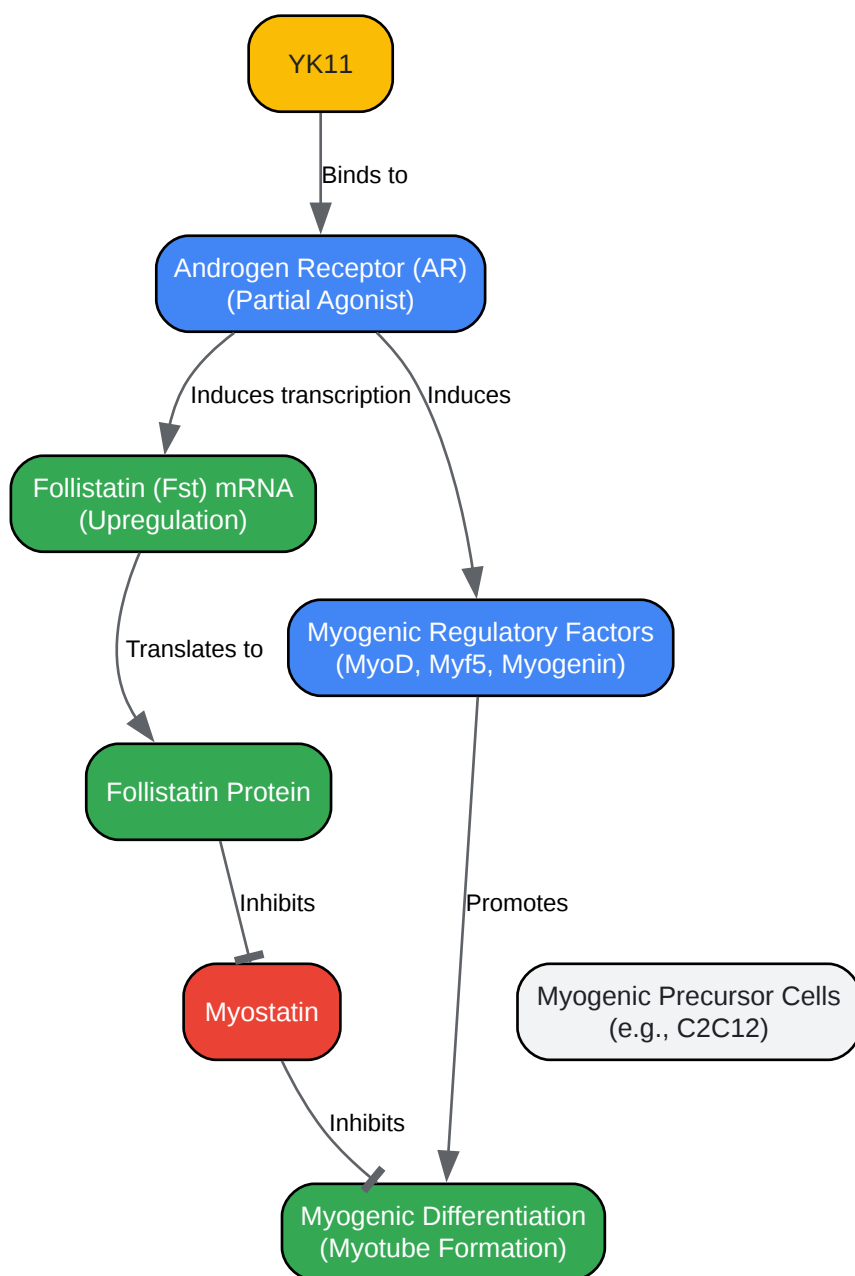 YK11
Binds to
Androgen Receptor (AR)
(Partial Agonist)
Induces transcription
Induces
Follistatin (Fst) mRNA
(Upregulation)
Translates to
Myogenic Regulatory Factors
(MyoD, Myf5, Myogenin)
Follistatin Protein
Inhibits
Promotes
Myostatin
Myogenic Precursor Cells
(e.g., C2C12)
Inhibits
Myogenic Differentiation
(Myotube Formation)